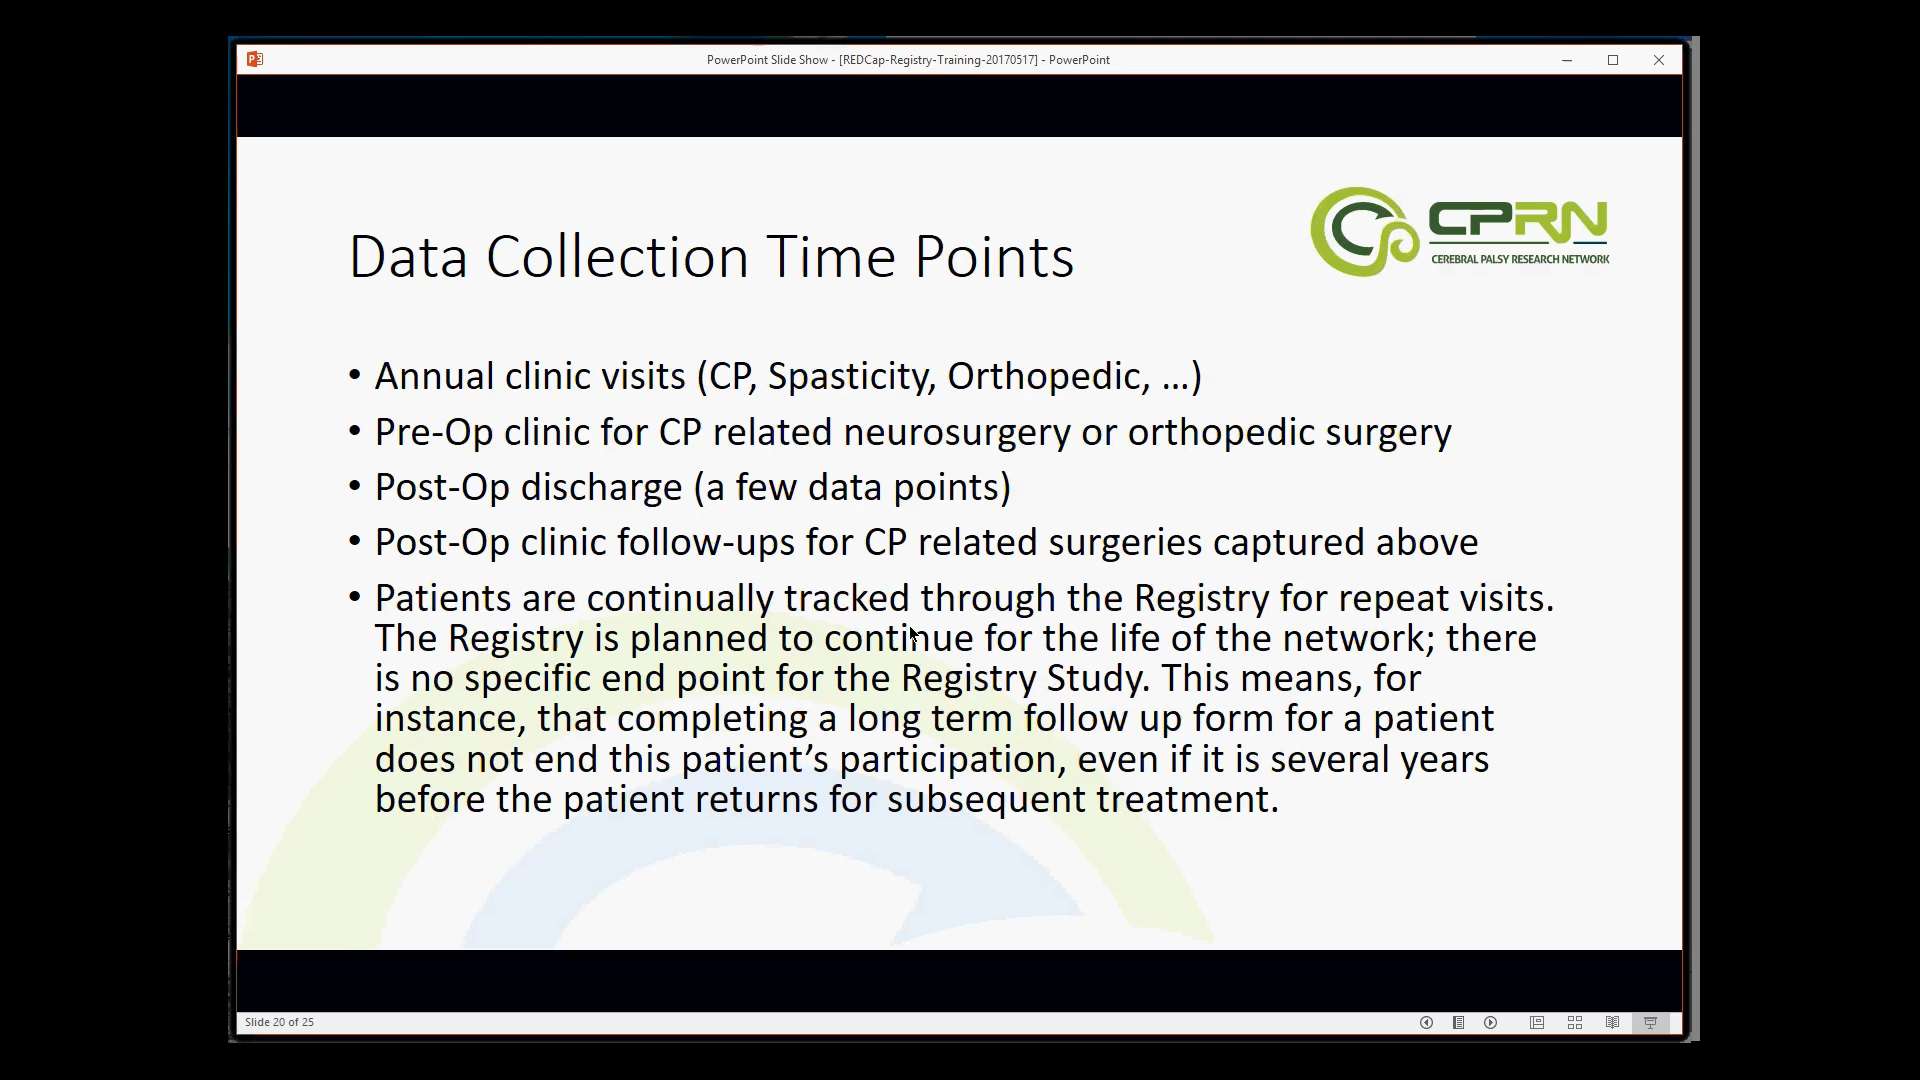 PowerPoint Slide Show - [REDCap-Registry-Training-20170517] - PowerPoint
CPRN
CEREBRAL PALSY RESEARCH NETWORK
Data Collection Time Points
• Annual clinic visits (CP, Spasticity, Orthopedic, …)
• Pre-Op clinic for CP related neurosurgery or orthopedic surgery
• Post-Op discharge (a few data points)
• Post-Op clinic follow-ups for CP related surgeries captured above
• Patients are continually tracked through the Registry for repeat visits.
The Registry is planned to continue for the life of the network; there
is no specific end point for the Registry Study. This means, for
instance, that completing a long term follow up form for a patient
does not end this patient’s participation, even if it is several years
before the patient returns for subsequent treatment.
Slide 20 of 25